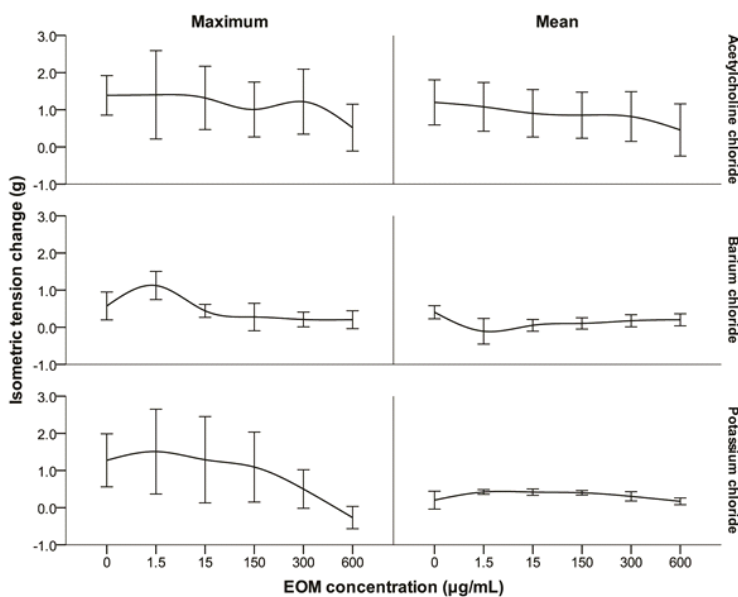 Maximum Mean
3.0
2.0
1.0
0.0
-1.0
Acetylcholine chloride
3.0
2.0
1.0
0.0
-1.0
Barium chloride
3.0
2.0
1.0
0.0
-1.0
Potassium chloride
Isometric tension change (g)
0 1.5 15 150 300 600 0 1.5 15 150 300 600
EOM concentration (µg/mL)